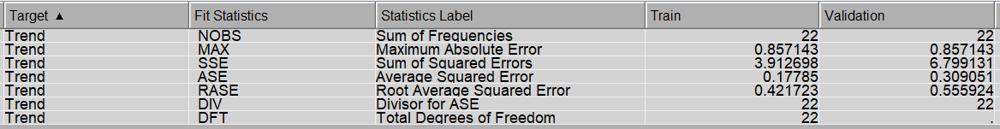 Target ▲ Fit Statistics Statistics Label Train Validation
Trend NOBS Sum of Frequencies 22 22
Trend MAX Maximum Absolute Error 0.857143 0.857143
Trend SSE Sum of Squared Errors 3.912698 6.799131
Trend ASE Average Squared Error 0.17785 0.309051
Trend RASE Root Average Squared Error 0.421723 0.555924
Trend DIV Divisor for ASE 22 22
Trend DFT Total Degrees of Freedom 22 .